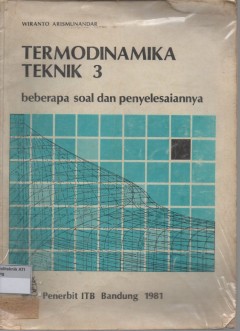 WIRANTO ARISMUNANDAR
TERMODINAMIKA
TEKNIK 3
beberapa soal dan penyelesaiannya
Penerbit ITB Bandung 1981